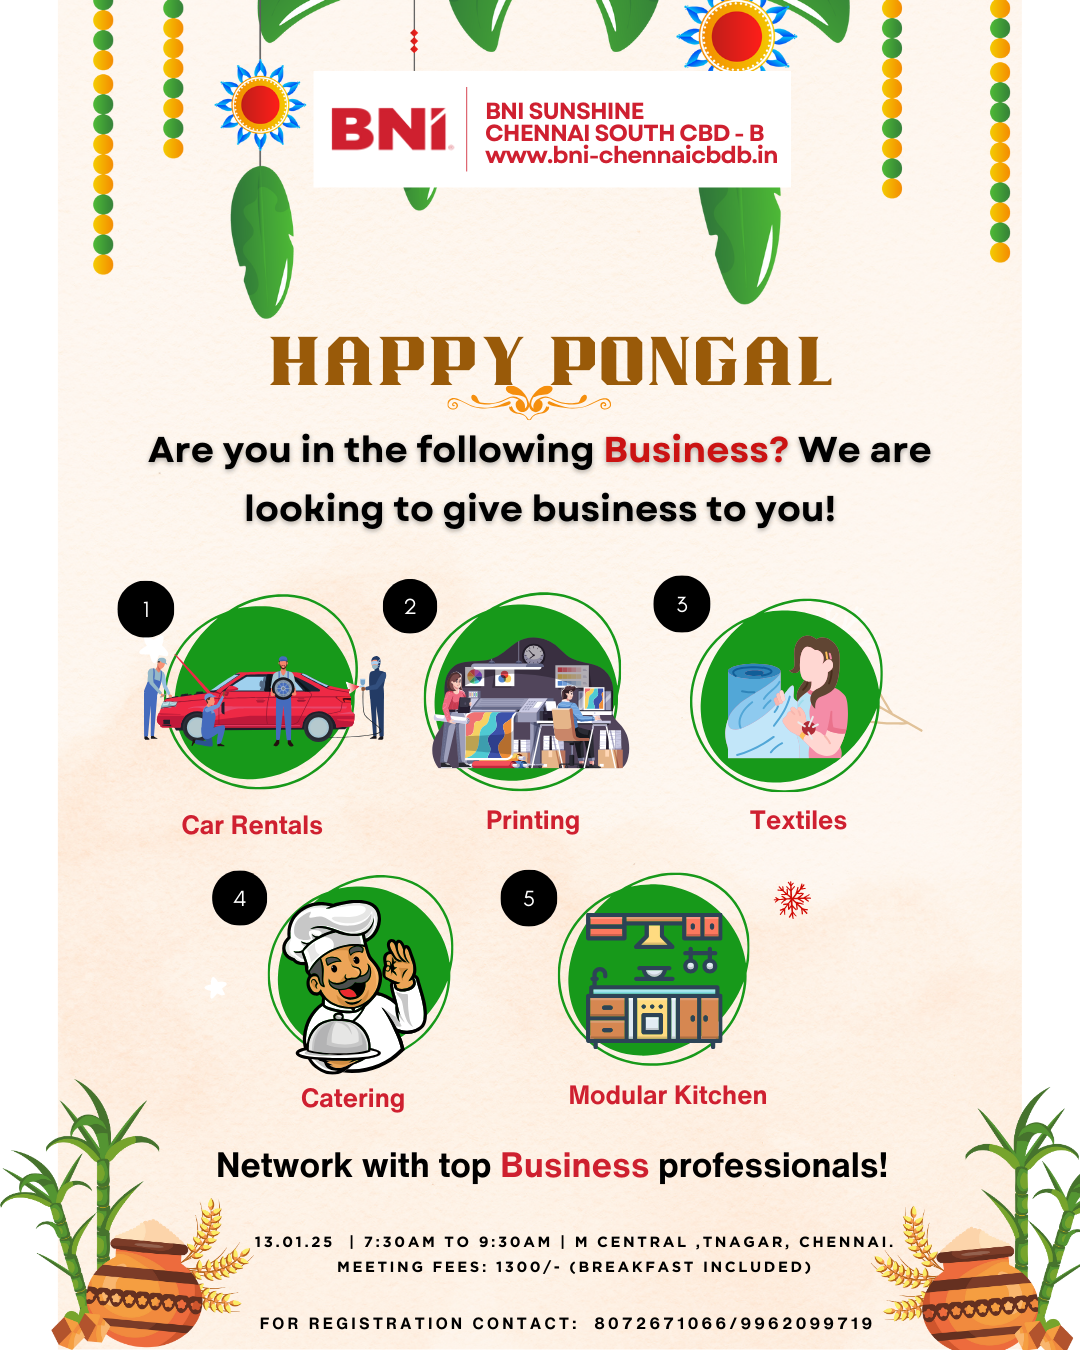 BNI
BNI SUNSHINE
CHENNAI SOUTH CBD - B
www.bni-chennaicbdb.in
HAPPY PONGAL
Are you in the following Business? We are
looking to give business to you!
1
2
3
Car Rentals
Printing
Textiles
4
5
Catering
Modular Kitchen
Network with top Business professionals!
13.01.25 | 7:30AM TO 9:30AM | M CENTRAL ,TNAGAR, CHENNAI.
MEETING FEES: 1300/- (BREAKFAST INCLUDED)
FOR REGISTRATION CONTACT: 8072671066/9962099719